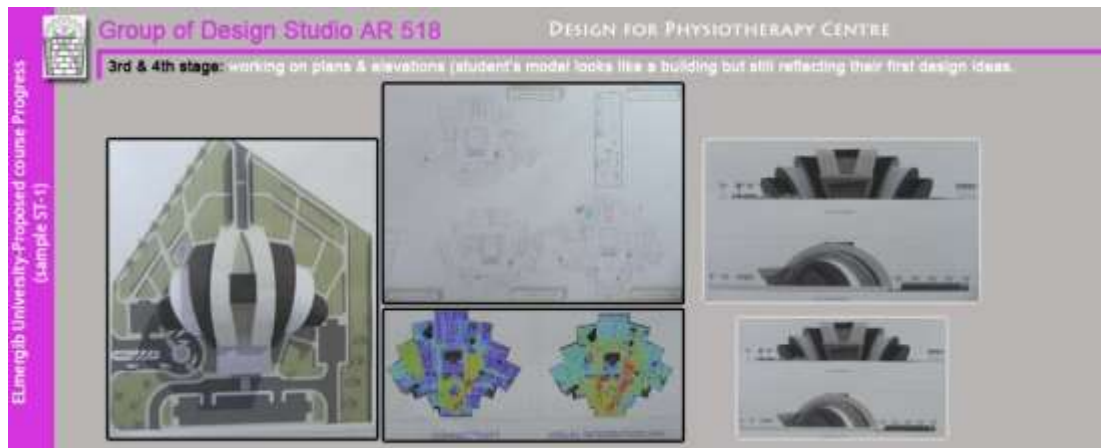 Group of Design Studio AR 518
DESIGN FOR PHYSIOTHERAPY CENTRE
3rd & 4th stage: working on plans & elevations (student's model looks like a building but still reflecting their first design ideas.
ELmergib University-Proposed course Progress
(sample ST-1)
CONNECTIVITY